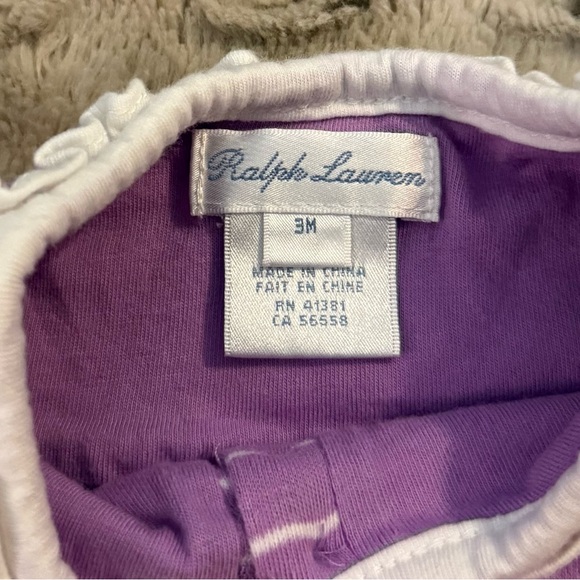 Ralph Lauren
3M
MADE IN CHINA
FAIT EN CHINE
RN 41381
CA 56558